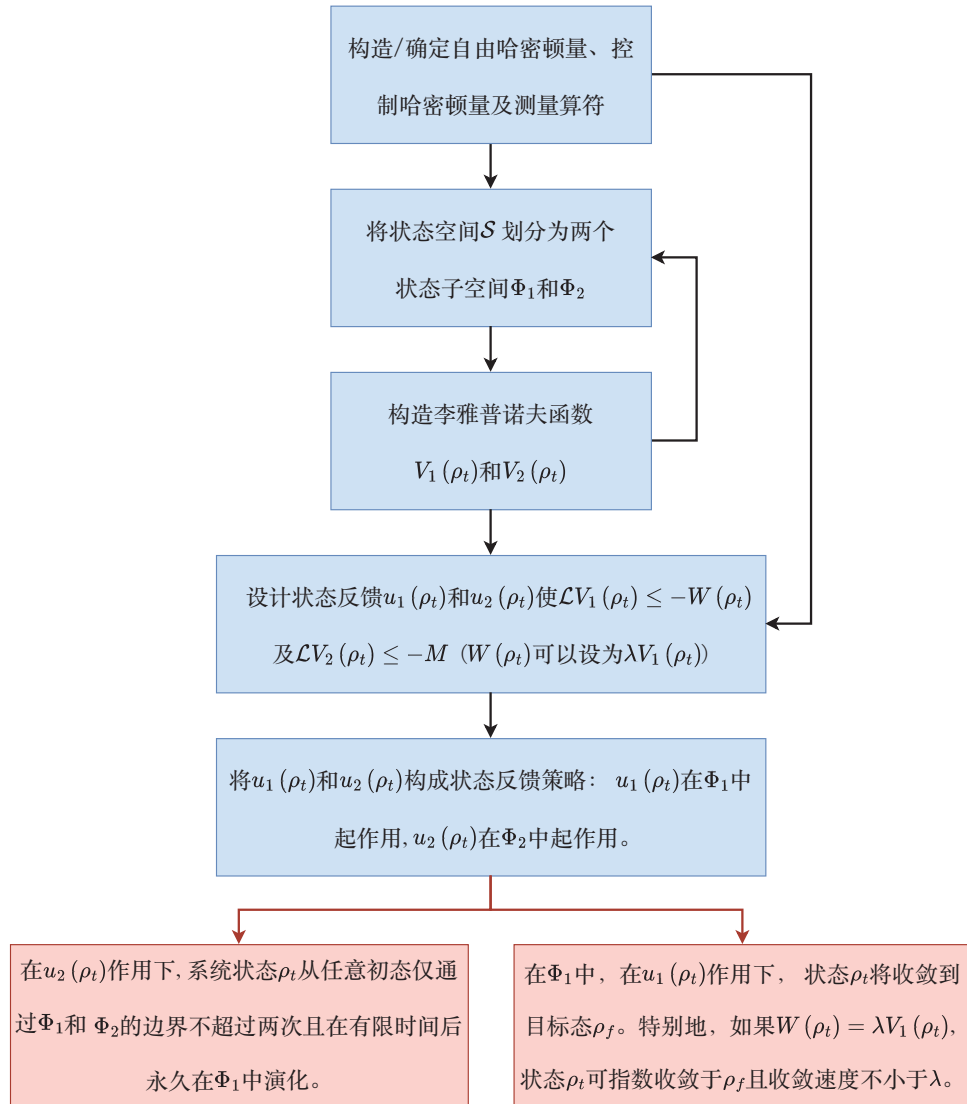 构造/确定自由哈密顿量、控
制哈密顿量及测量算符
将状态空间𝒮 划分为两个
状态子空间Φ₁和Φ₂
构造李雅普诺夫函数
V₁(ρₜ)和V₂(ρₜ)
设计状态反馈u₁(ρₜ)和u₂(ρₜ)使ℒV₁(ρₜ) ≤ −W(ρₜ)
及ℒV₂(ρₜ) ≤ −M（W(ρₜ)可以设为λV₁(ρₜ)）
将u₁(ρₜ)和u₂(ρₜ)构成状态反馈策略： u₁(ρₜ)在Φ₁中
起作用, u₂(ρₜ)在Φ₂中起作用。
在u₂(ρₜ)作用下, 系统状态ρₜ从任意初态仅通
过Φ₁和 Φ₂的边界不超过两次且在有限时间后
永久在Φ₁中演化。
在Φ₁中，在u₁(ρₜ)作用下， 状态ρₜ将收敛到
目标态ρ_f。特别地，如果W(ρₜ) = λV₁(ρₜ),
状态ρₜ可指数收敛于ρ_f且收敛速度不小于λ。